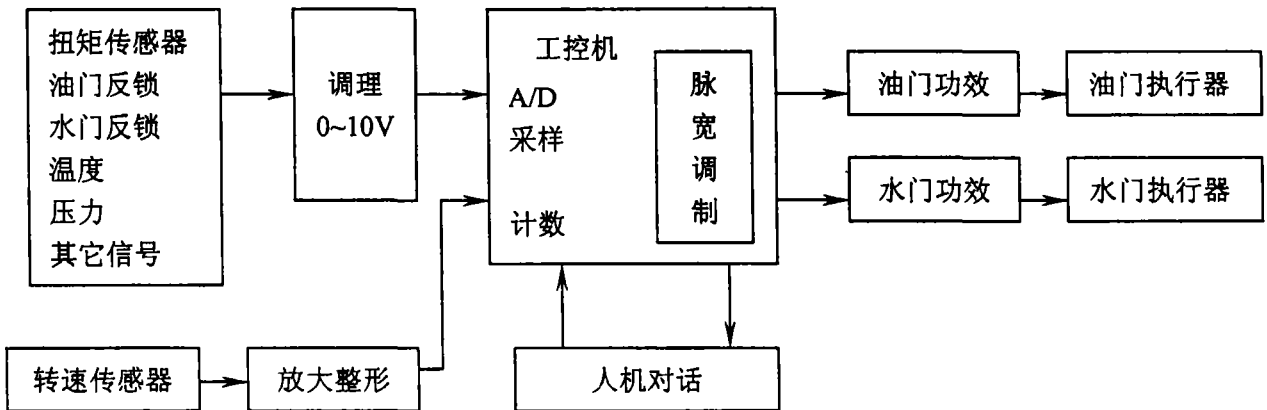 扭矩传感器
油门反锁
水门反锁
温度
压力
其它信号
调理
0~10V
工控机
A/D
采样
计数
脉
宽
调
制
油门功效
油门执行器
水门功效
水门执行器
转速传感器
放大整形
人机对话